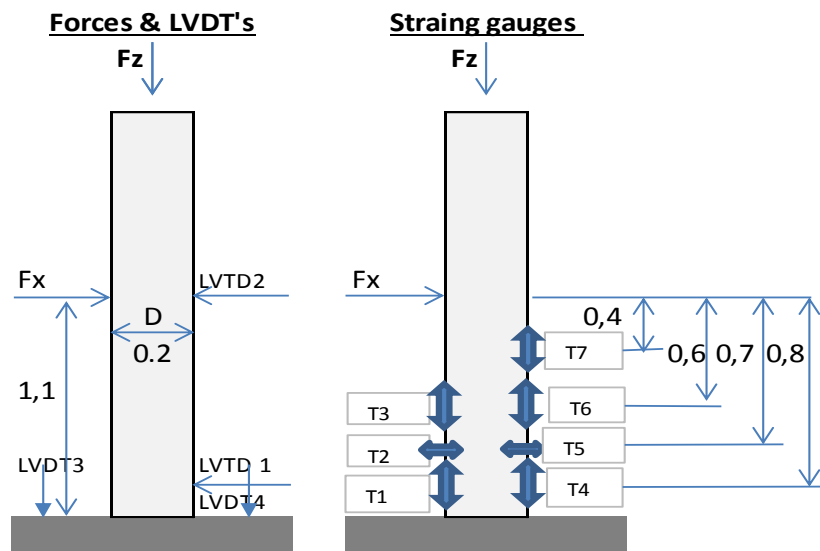 Forces & LVDT's
Fz
Fx
LVTD2
D
0.2
1,1
LVDT3
LVTD 1
LVDT4
Straing gauges
Fz
Fx
0,4
T7
0,6
0,7
0,8
T3
T6
T2
T5
T1
T4